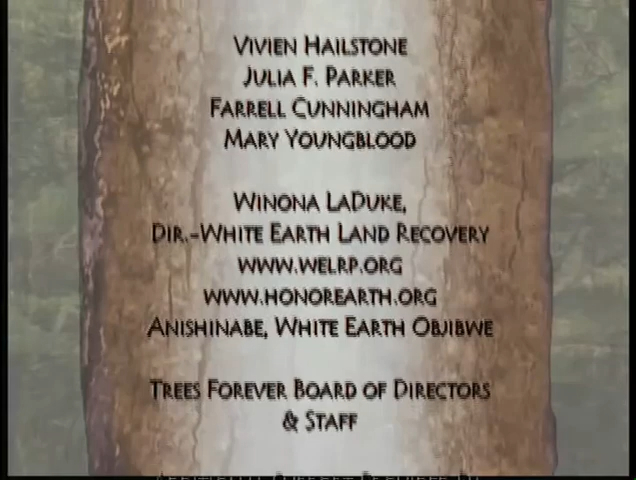 VIVIEN HAILSTONE
JULIA F. PARKER
FARRELL CUNNINGHAM
MARY YOUNGBLOOD
WINONA LADUKE,
DIR.-WHITE EARTH LAND RECOVERY
WWW.WELRP.ORG
WWW.HONOREARTH.ORG
ANISHINABE, WHITE EARTH OBJIBWE
TREES FOREVER BOARD OF DIRECTORS
& STAFF